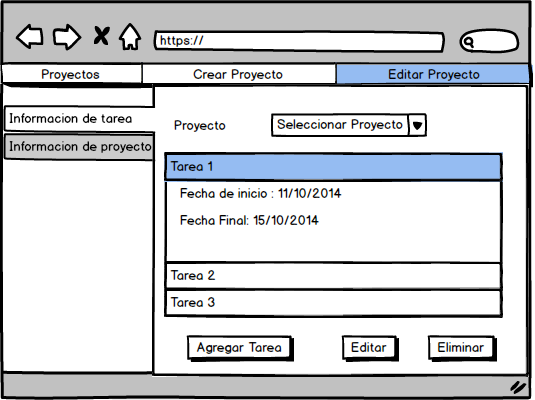 https://
Proyectos
Crear Proyecto
Editar Proyecto
Informacion de tarea
Informacion de proyecto
Proyecto
Seleccionar Proyecto
Tarea 1
Fecha de inicio : 11/10/2014
Fecha Final: 15/10/2014
Tarea 2
Tarea 3
Agregar Tarea
Editar
Eliminar